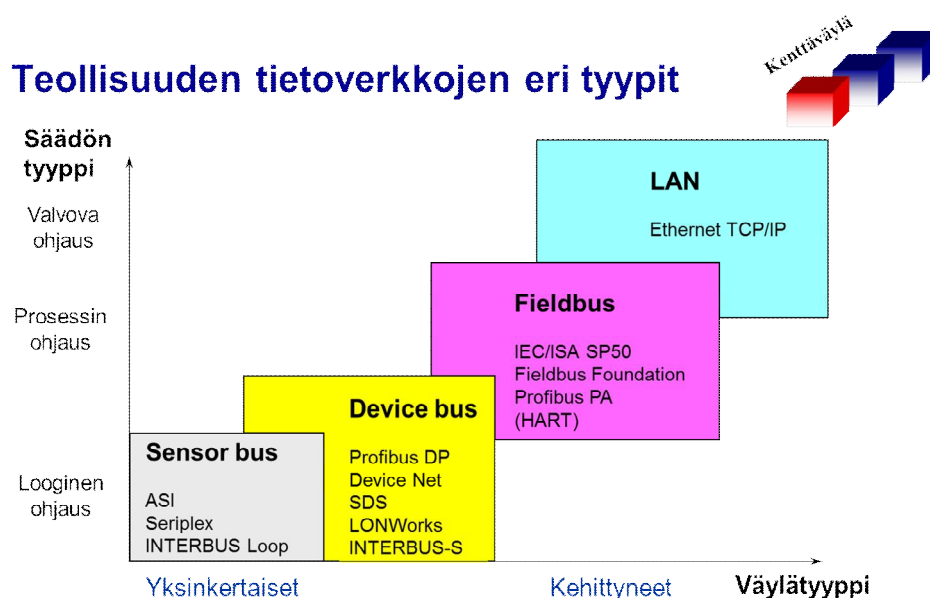 Kenttäväylä
Teollisuuden tietoverkkojen eri tyypit
Säädön
tyyppi
Valvova
ohjaus
Prosessin
ohjaus
Looginen
ohjaus
LAN
Ethernet TCP/IP
Fieldbus
IEC/ISA SP50
Fieldbus Foundation
Profibus PA
(HART)
Device bus
Profibus DP
Device Net
SDS
LONWorks
INTERBUS-S
Sensor bus
ASI
Seriplex
INTERBUS Loop
Yksinkertaiset
Kehittyneet
Väylätyyppi